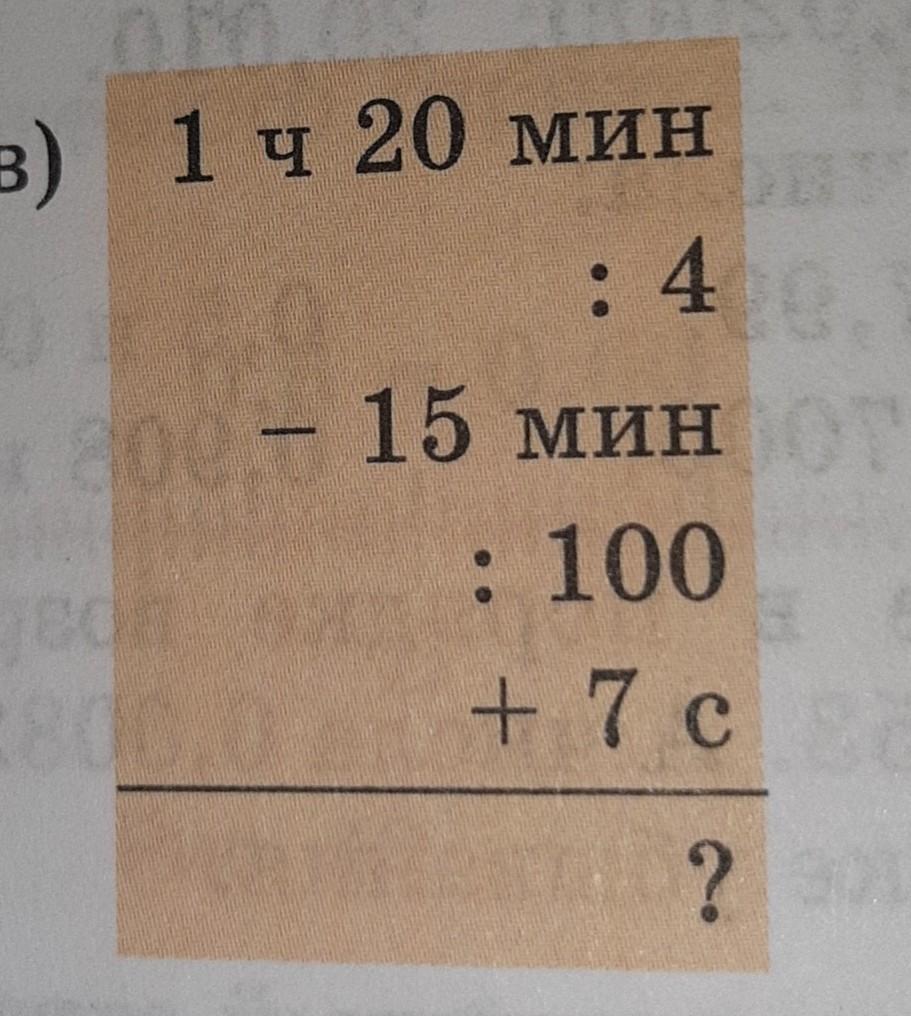 в) 1 ч 20 мин
: 4
– 15 мин
: 100
+ 7 с
?